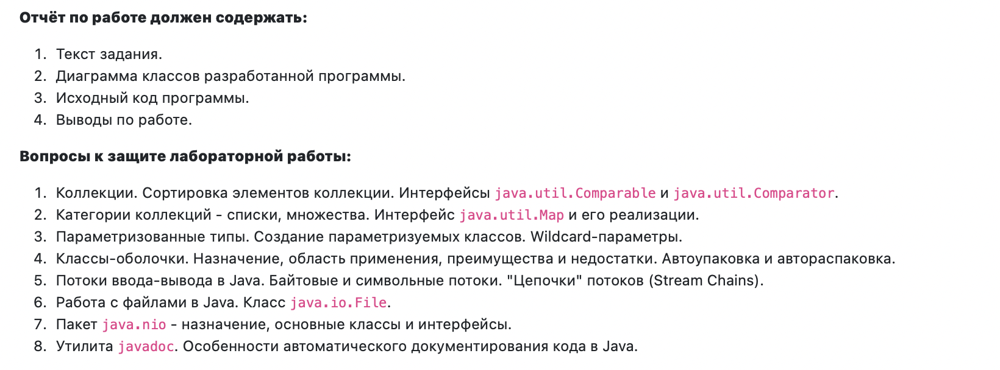 Отчёт по работе должен содержать:
1. Текст задания.
2. Диаграмма классов разработанной программы.
3. Исходный код программы.
4. Выводы по работе.
Вопросы к защите лабораторной работы:
1. Коллекции. Сортировка элементов коллекции. Интерфейсы java.util.Comparable и java.util.Comparator.
2. Категории коллекций - списки, множества. Интерфейс java.util.Map и его реализации.
3. Параметризованные типы. Создание параметризуемых классов. Wildcard-параметры.
4. Классы-оболочки. Назначение, область применения, преимущества и недостатки. Автоупаковка и автораспаковка.
5. Потоки ввода-вывода в Java. Байтовые и символьные потоки. "Цепочки" потоков (Stream Chains).
6. Работа с файлами в Java. Класс java.io.File.
7. Пакет java.nio - назначение, основные классы и интерфейсы.
8. Утилита javadoc. Особенности автоматического документирования кода в Java.